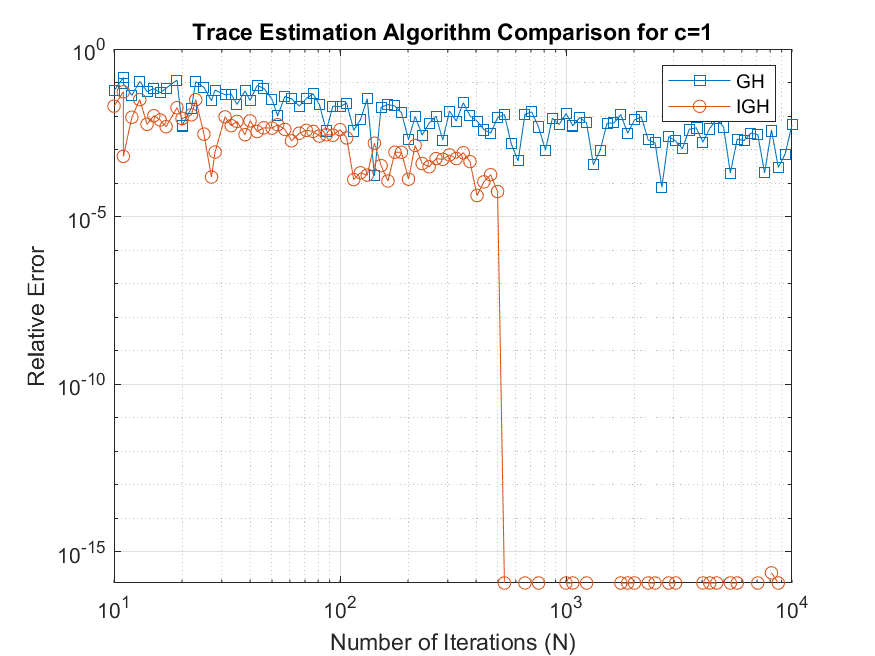 Trace Estimation Algorithm Comparison for c=1
10^0
GH
IGH
10^-5
Relative Error
10^-10
10^-15
10^1 10^2 10^3 10^4
Number of Iterations (N)